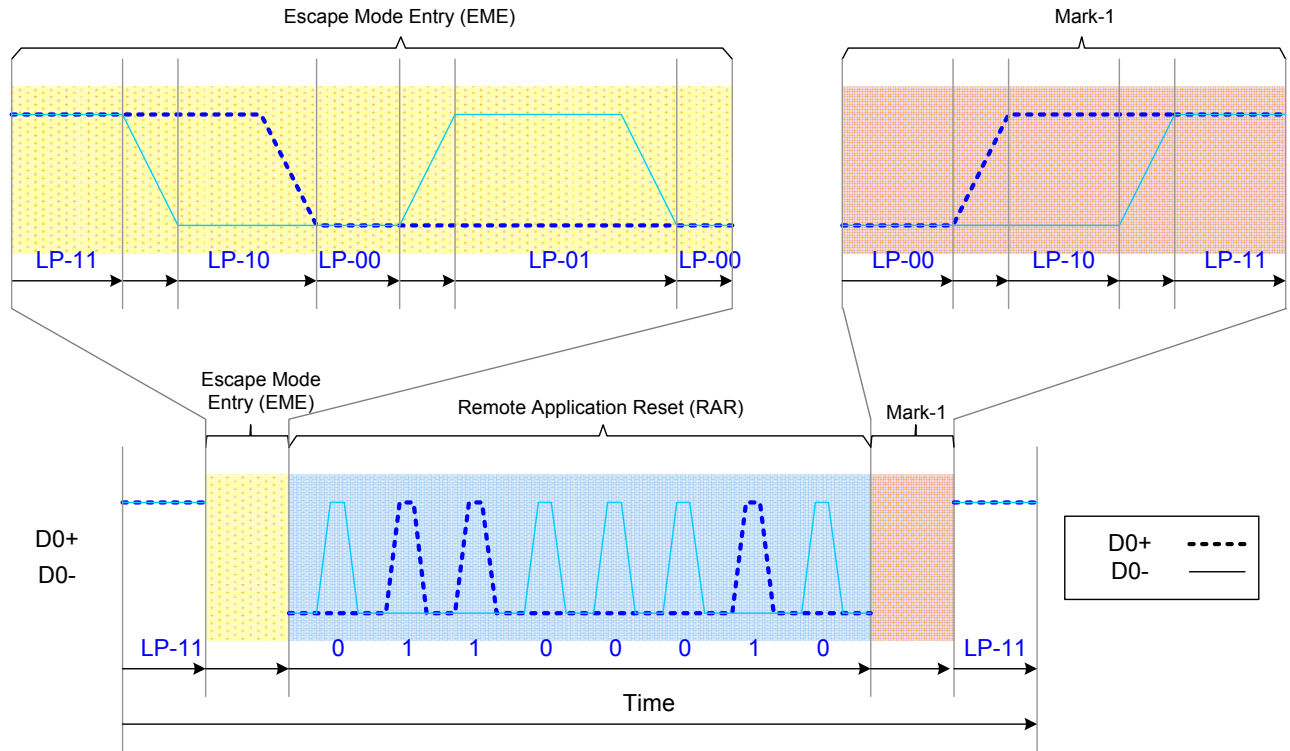 Escape Mode Entry (EME)
Mark-1
LP-11
LP-10
LP-00
LP-01
LP-00
LP-00
LP-10
LP-11
Escape Mode
Entry (EME)
Remote Application Reset (RAR)
Mark-1
D0+
D0-
D0+
D0-
LP-11
0
1
1
0
0
0
1
0
LP-11
Time